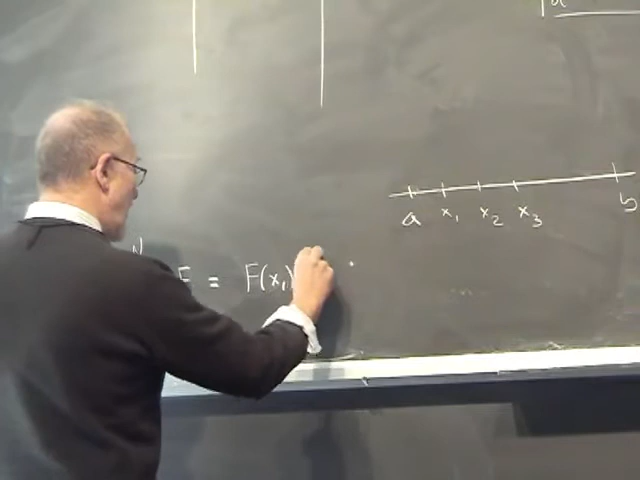 a x₁ x₂ x₃ b
N
F = F(x₁)